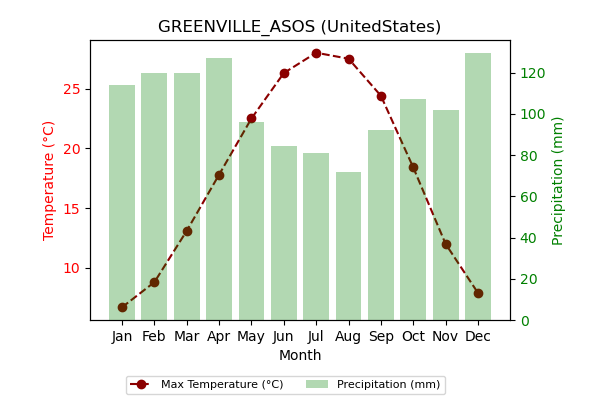 GREENVILLE_ASOS (UnitedStates)
Temperature (°C)
25
20
15
10
120
100
80
60
40
20
0
Precipitation (mm)
Jan Feb Mar Apr May Jun Jul Aug Sep Oct Nov Dec
Month
Max Temperature (°C) Precipitation (mm)